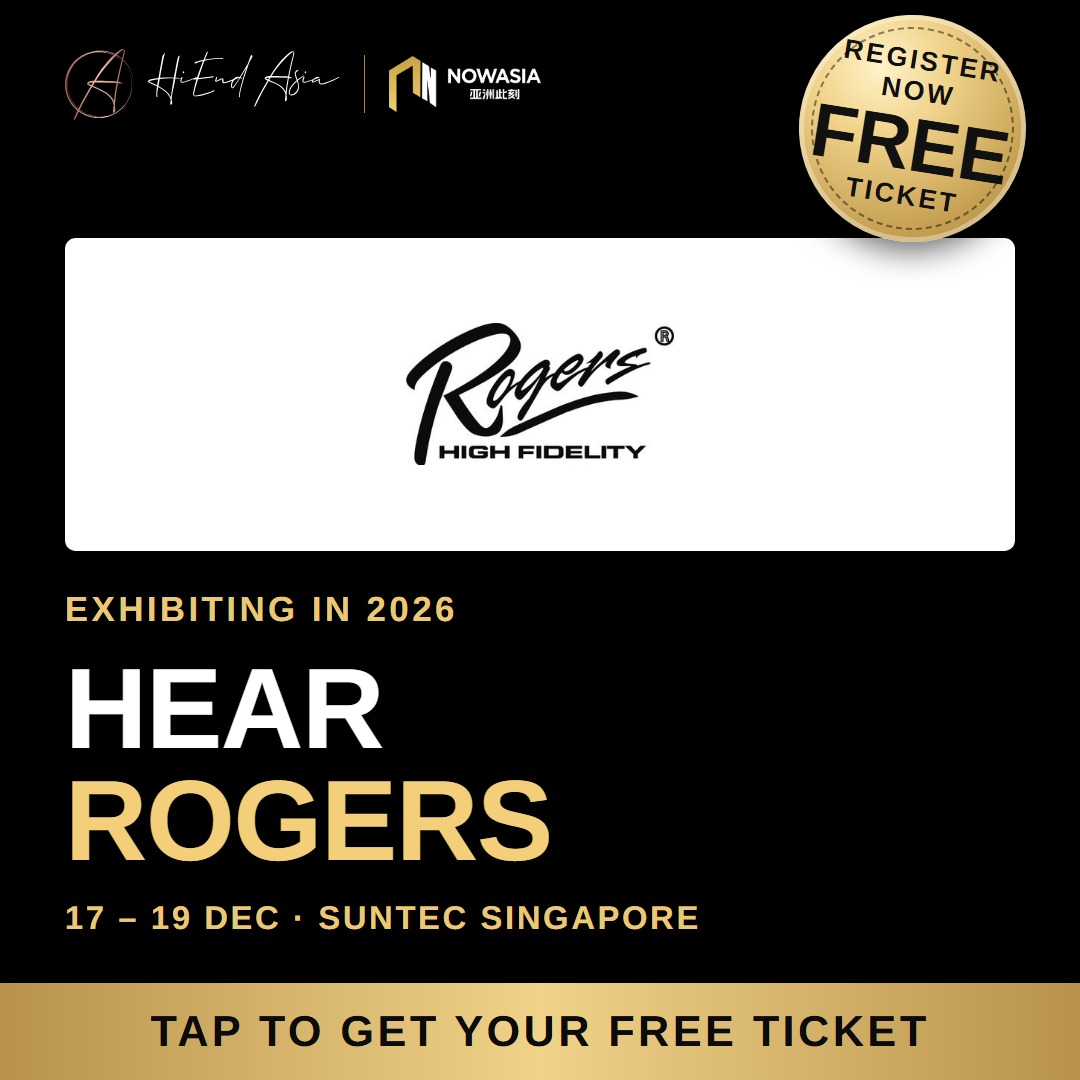 HiEnd Asia
NOWASIA
亚洲此刻
REGISTER
NOW
FREE
TICKET
Rogers®
HIGH FIDELITY
EXHIBITING IN 2026
HEAR
ROGERS
17 – 19 DEC · SUNTEC SINGAPORE
TAP TO GET YOUR FREE TICKET